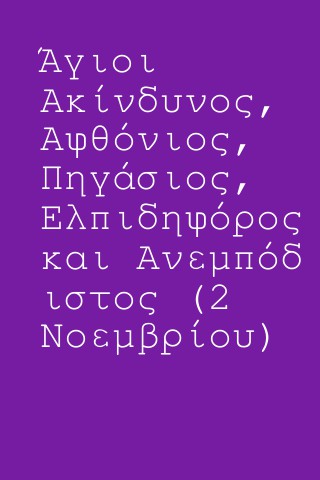 Άγιοι
Ακίνδυνος,
Αφθόνιος,
Πηγάσιος,
Ελπιδηφόρος
και Ανεμπόδ
ιστος (2
Νοεμβρίου)